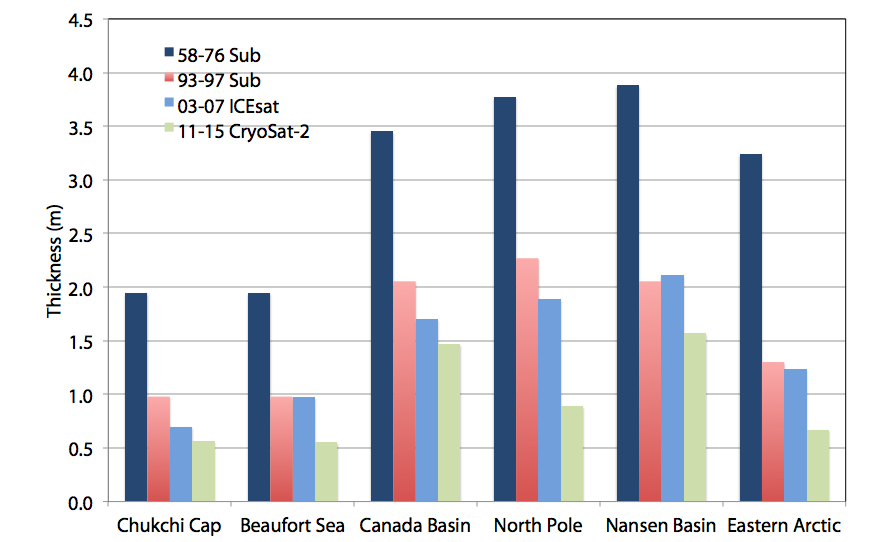 4.5
58-76 Sub
4.0
93-97 Sub
03-07 ICEsat
3.5
11-15 CryoSat-2
3.0
2.5
Thickness (m)
2.0
1.5
1.0
0.5
0.0
Chukchi Cap Beaufort Sea Canada Basin North Pole Nansen Basin Eastern Arctic